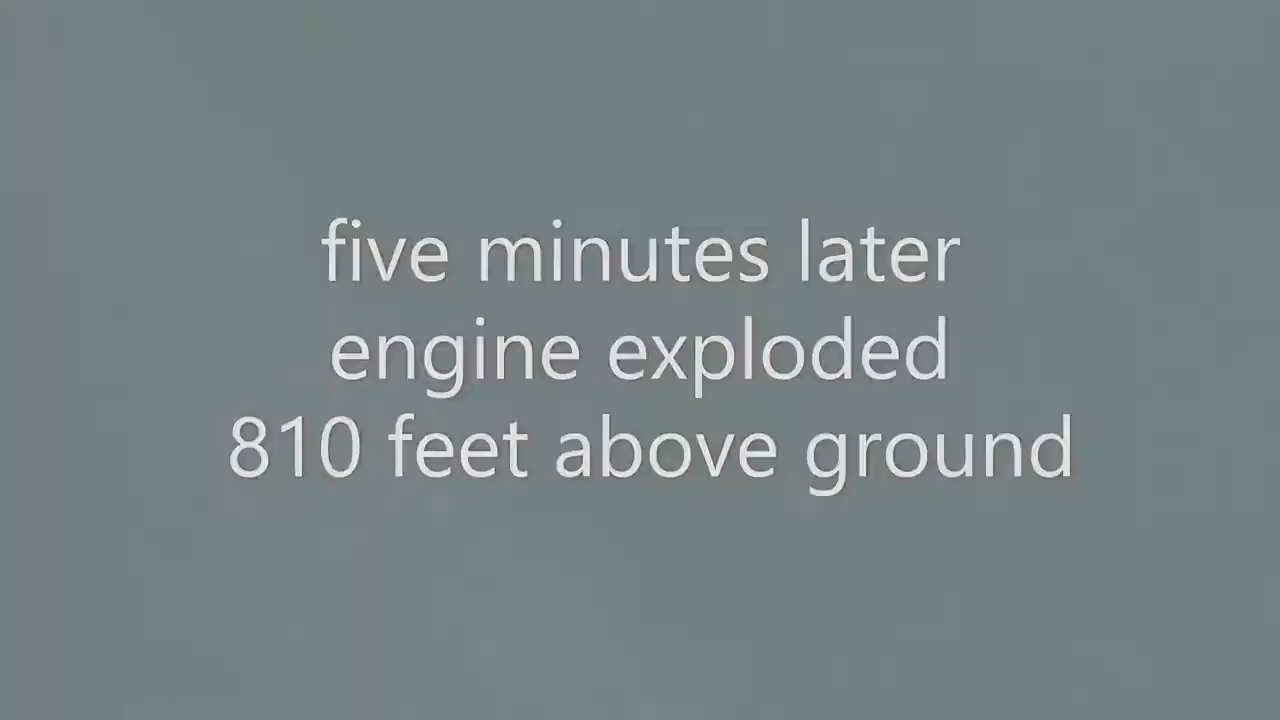 five minutes later
engine exploded
810 feet above ground